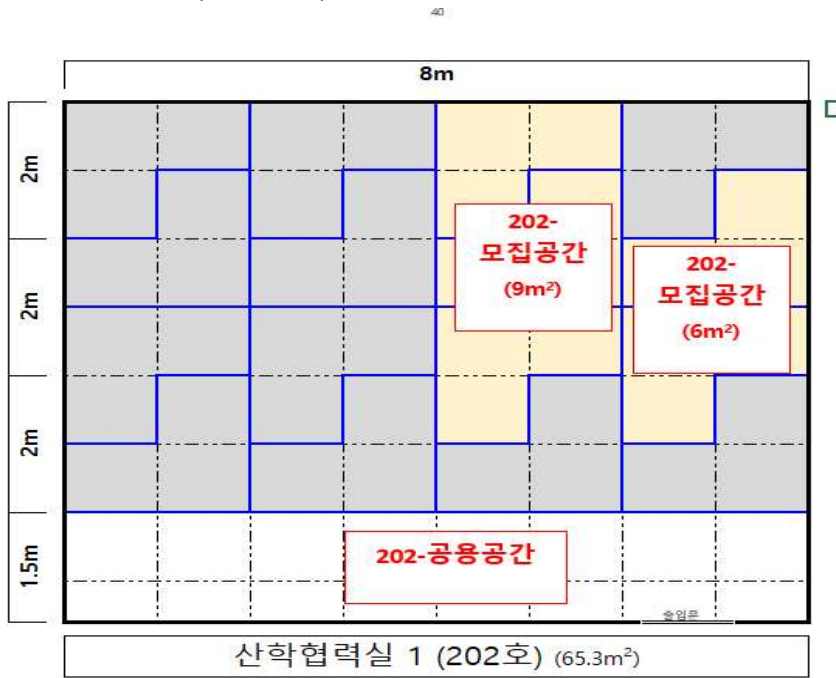 40
8m
2m
2m
2m
1.5m
202-
모집공간
(9m²)
202-
모집공간
(6m²)
202-공용공간
출입문
산학협력실 1 (202호) (65.3m²)